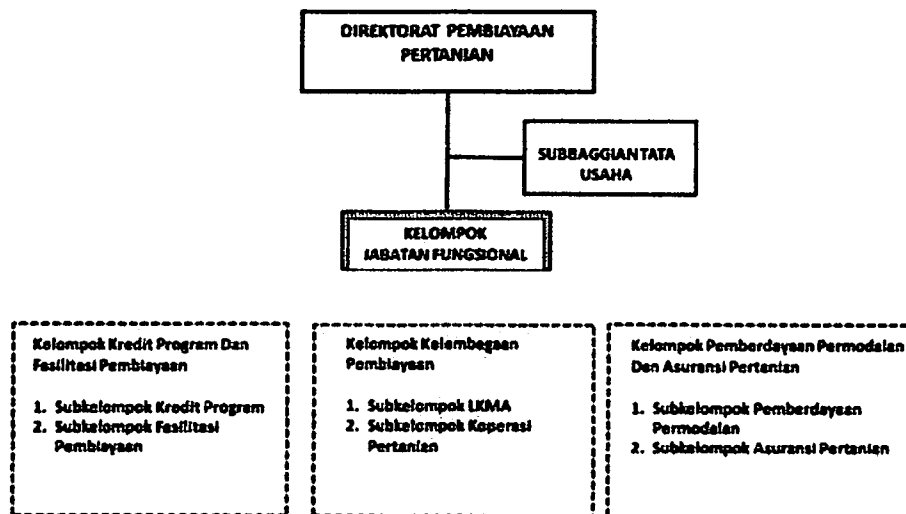 DIREKTORAT PEMBIAYAAN
PERTANIAN
SUBBAGGIAN TATA
USAHA
KELOMPOK
JABATAN FUNGSIONAL
Kelompok Kredit Program Dan
Fasilitasi Pembiayaan
1. Subkelompok Kredit Program
2. Subkelompok Fasilitasi
Pembiayaan
Kelompok Kelembegaan
Pembiayaan
1. Subkelompok LKMA
2. Subkelompok Koperasi
Pertanian
Kelompok Pemberdayaan Permodalan
Dan Asuransi Pertanian
1. Subkelompok Pemberdayaan
Permodalan
2. Subkelompok Asuransi Pertanian